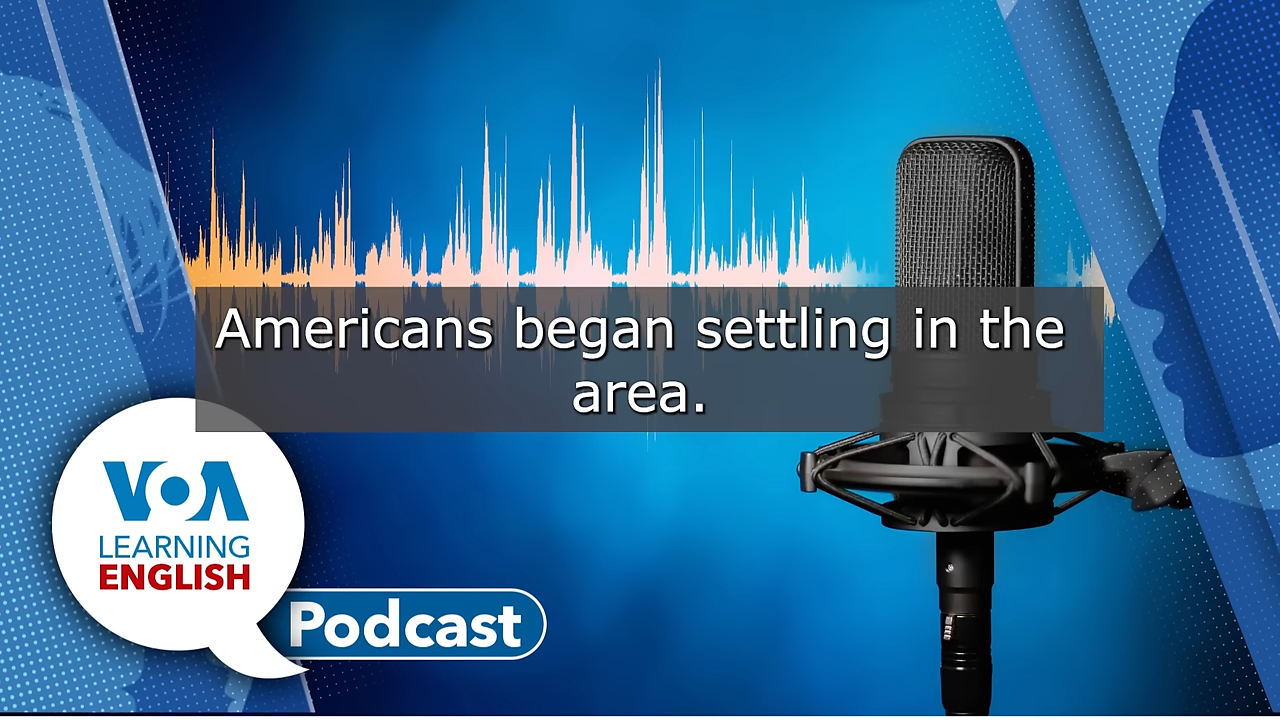 Americans began settling in the
area.
VOA
LEARNING
ENGLISH
Podcast